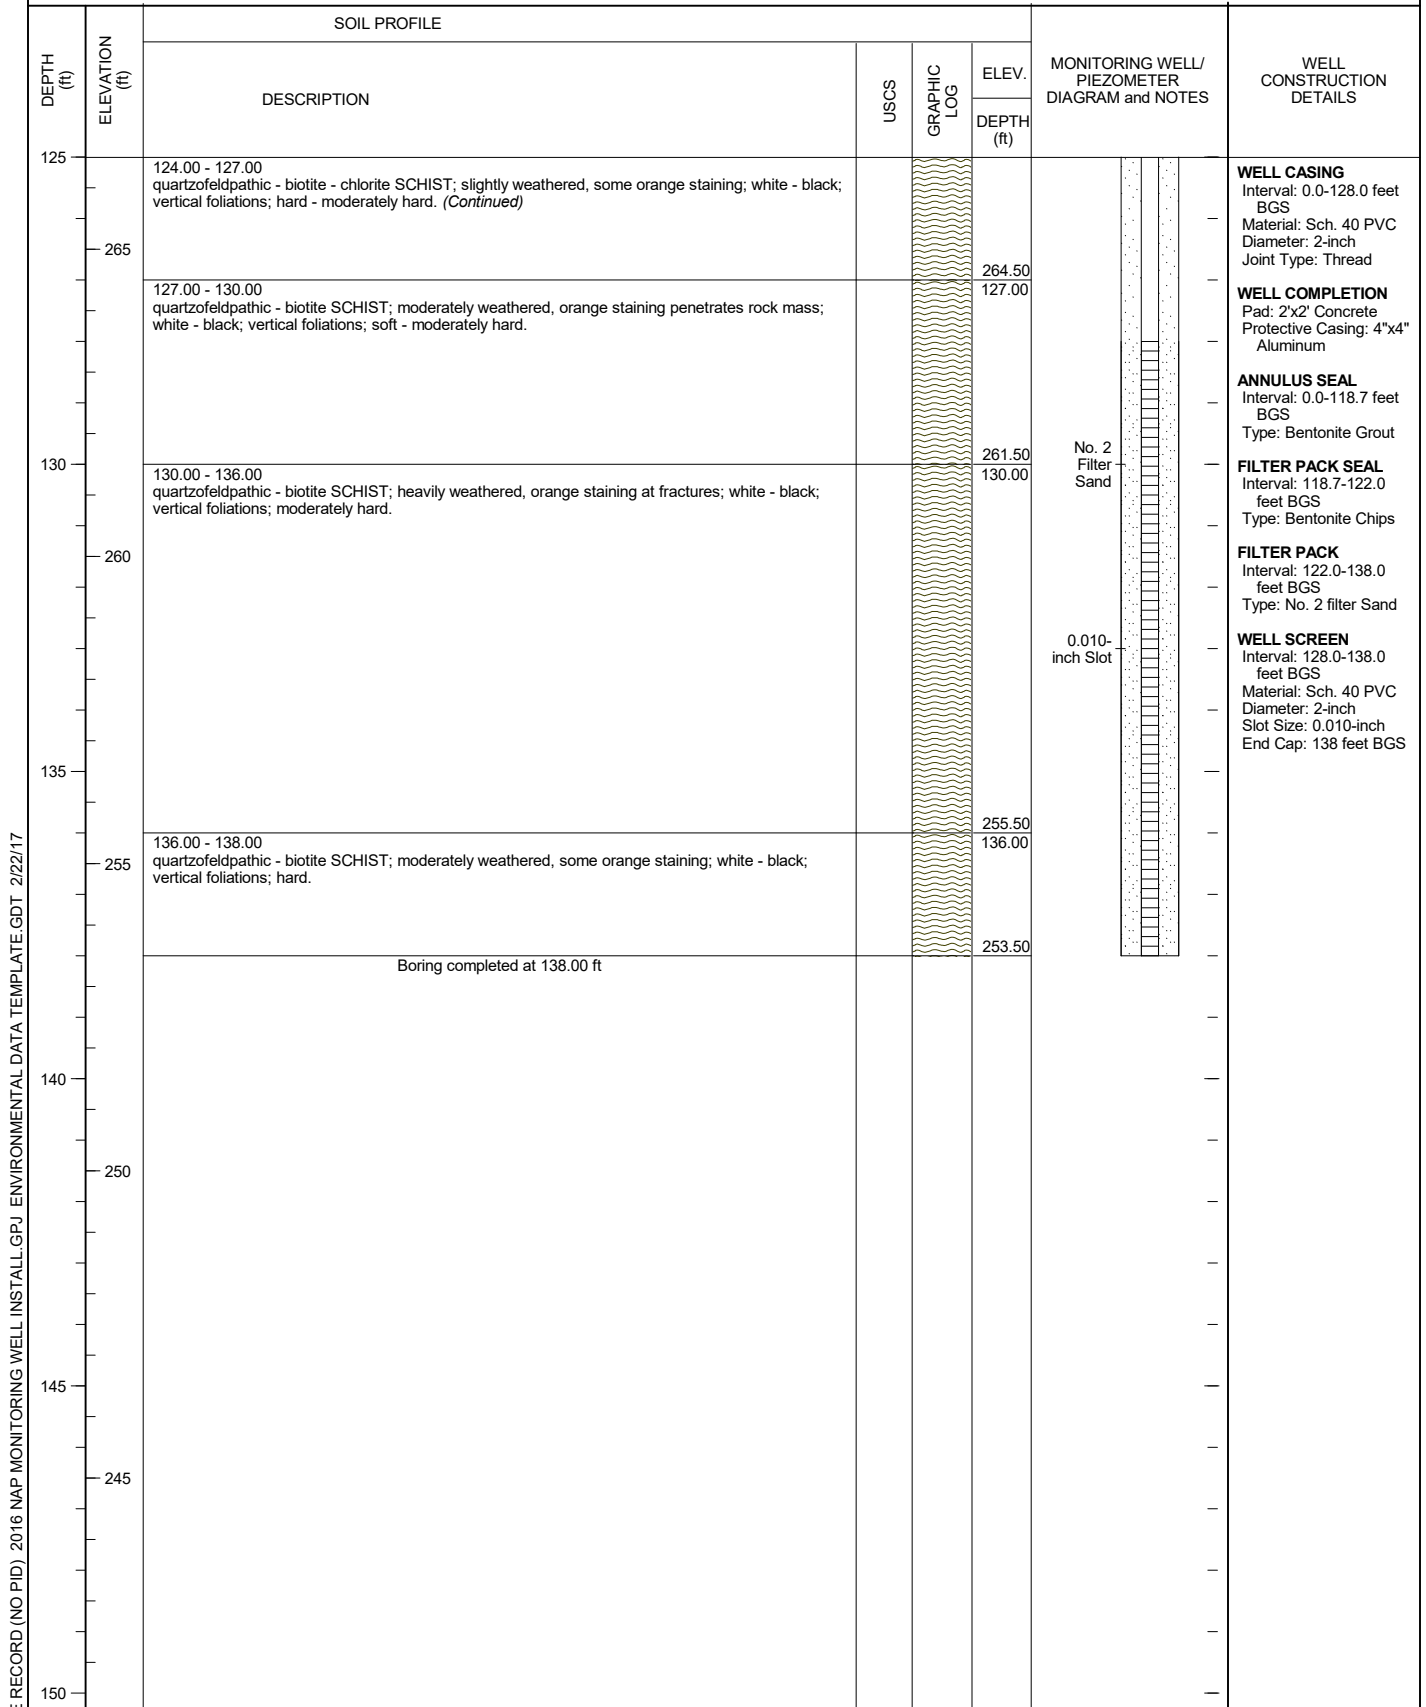 SOIL PROFILE
DEPTH
(ft)
ELEVATION
(ft)
DESCRIPTION
USCS
GRAPHIC
LOG
ELEV.
DEPTH
(ft)
MONITORING WELL/
PIEZOMETER
DIAGRAM and NOTES
WELL
CONSTRUCTION
DETAILS
125
124.00 - 127.00
quartzofeldpathic - biotite - chlorite SCHIST; slightly weathered, some orange staining; white - black;
vertical foliations; hard - moderately hard. (Continued)
265
264.50
127.00
127.00 - 130.00
quartzofeldpathic - biotite SCHIST; moderately weathered, orange staining penetrates rock mass;
white - black; vertical foliations; soft - moderately hard.
130
261.50
130.00
130.00 - 136.00
quartzofeldpathic - biotite SCHIST; heavily weathered, orange staining at fractures; white - black;
vertical foliations; moderately hard.
260
135
255.50
136.00
136.00 - 138.00
quartzofeldpathic - biotite SCHIST; moderately weathered, some orange staining; white - black;
vertical foliations; hard.
255
253.50
Boring completed at 138.00 ft
140
250
145
245
150
No. 2
Filter
Sand
0.010-
inch Slot
WELL CASING
Interval: 0.0-128.0 feet
BGS
Material: Sch. 40 PVC
Diameter: 2-inch
Joint Type: Thread
WELL COMPLETION
Pad: 2'x2' Concrete
Protective Casing: 4"x4"
Aluminum
ANNULUS SEAL
Interval: 0.0-118.7 feet
BGS
Type: Bentonite Grout
FILTER PACK SEAL
Interval: 118.7-122.0
feet BGS
Type: Bentonite Chips
FILTER PACK
Interval: 122.0-138.0
feet BGS
Type: No. 2 filter Sand
WELL SCREEN
Interval: 128.0-138.0
feet BGS
Material: Sch. 40 PVC
Diameter: 2-inch
Slot Size: 0.010-inch
End Cap: 138 feet BGS
RECORD (NO PID) 2016 NAP MONITORING WELL INSTALL.GPJ ENVIRONMENTAL DATA TEMPLATE.GDT 2/22/17